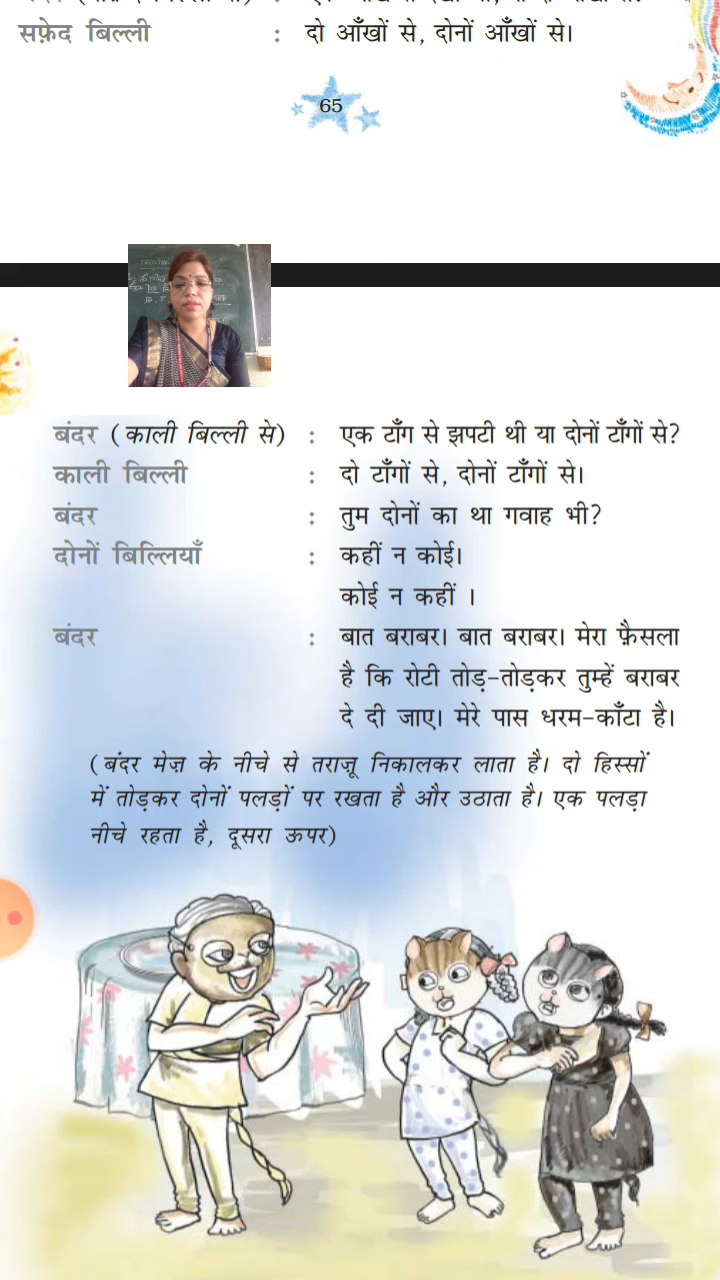 सफ़ेद बिल्ली : दो आँखों से, दोनों आँखों से।
65
बंदर (काली बिल्ली से) : एक टाँग से झपटी थी या दोनों टाँगों से?
काली बिल्ली : दो टाँगों से, दोनों टाँगों से।
बंदर : तुम दोनों का था गवाह भी?
दोनों बिल्लियाँ : कहीं न कोई।
कोई न कहीं ।
बंदर : बात बराबर। बात बराबर। मेरा फ़ैसला
है कि रोटी तोड़-तोड़कर तुम्हें बराबर
दे दी जाए। मेरे पास धरम-काँटा है।
(बंदर मेज़ के नीचे से तराज़ू निकालकर लाता है। दो हिस्सों
में तोड़कर दोनों पलड़ों पर रखता है और उठाता है। एक पलड़ा
नीचे रहता है, दूसरा ऊपर)